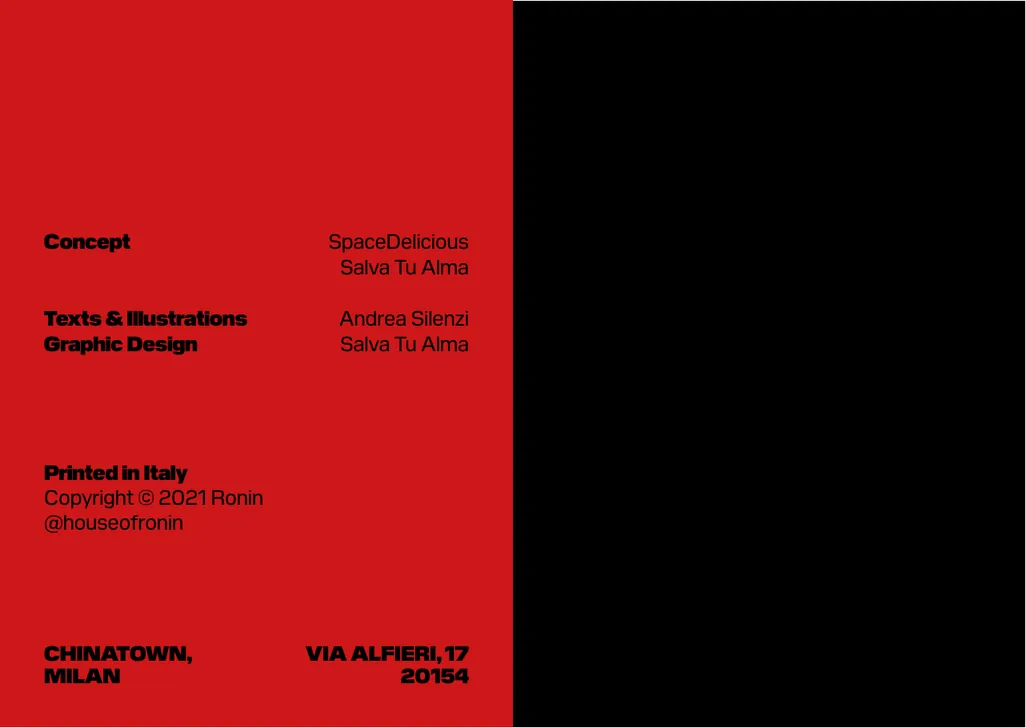 Concept SpaceDelicious
Salva Tu Alma
Texts & Illustrations Andrea Silenzi
Graphic Design Salva Tu Alma
Printed in Italy
Copyright © 2021 Ronin
@houseofronin
CHINATOWN, VIA ALFIERI, 17
MILAN 20154